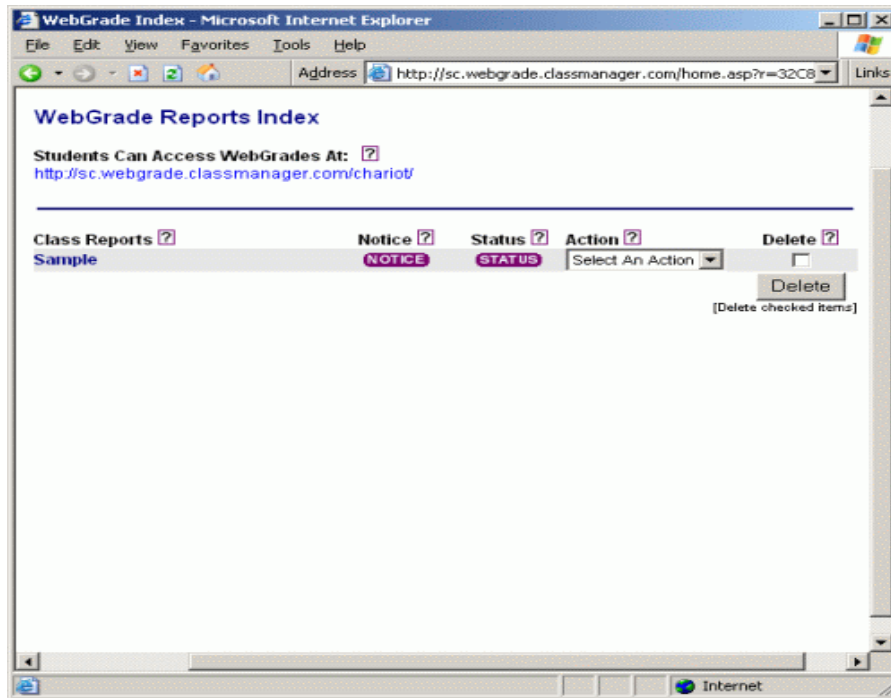 WebGrade Index - Microsoft Internet Explorer
File Edit View Favorites Tools Help
Address http://sc.webgrade.classmanager.com/home.asp?r=32C8 Links
WebGrade Reports Index
Students Can Access WebGrades At: ?
http://sc.webgrade.classmanager.com/chariot/
Class Reports ? Notice ? Status ? Action ? Delete ?
Sample NOTICE STATUS Select An Action
Delete
[Delete checked items]
Internet